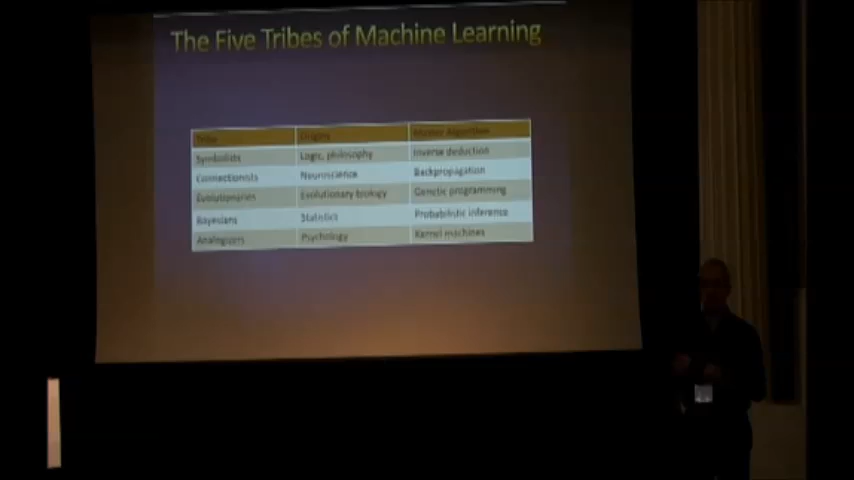 The Five Tribes of Machine Learning
Tribe Origins Master Algorithm
Symbolists Logic, philosophy Inverse deduction
Connectionists Neuroscience Backpropagation
Evolutionaries Evolutionary biology Genetic programming
Bayesians Statistics Probabilistic inference
Analogizers Psychology Kernel machines